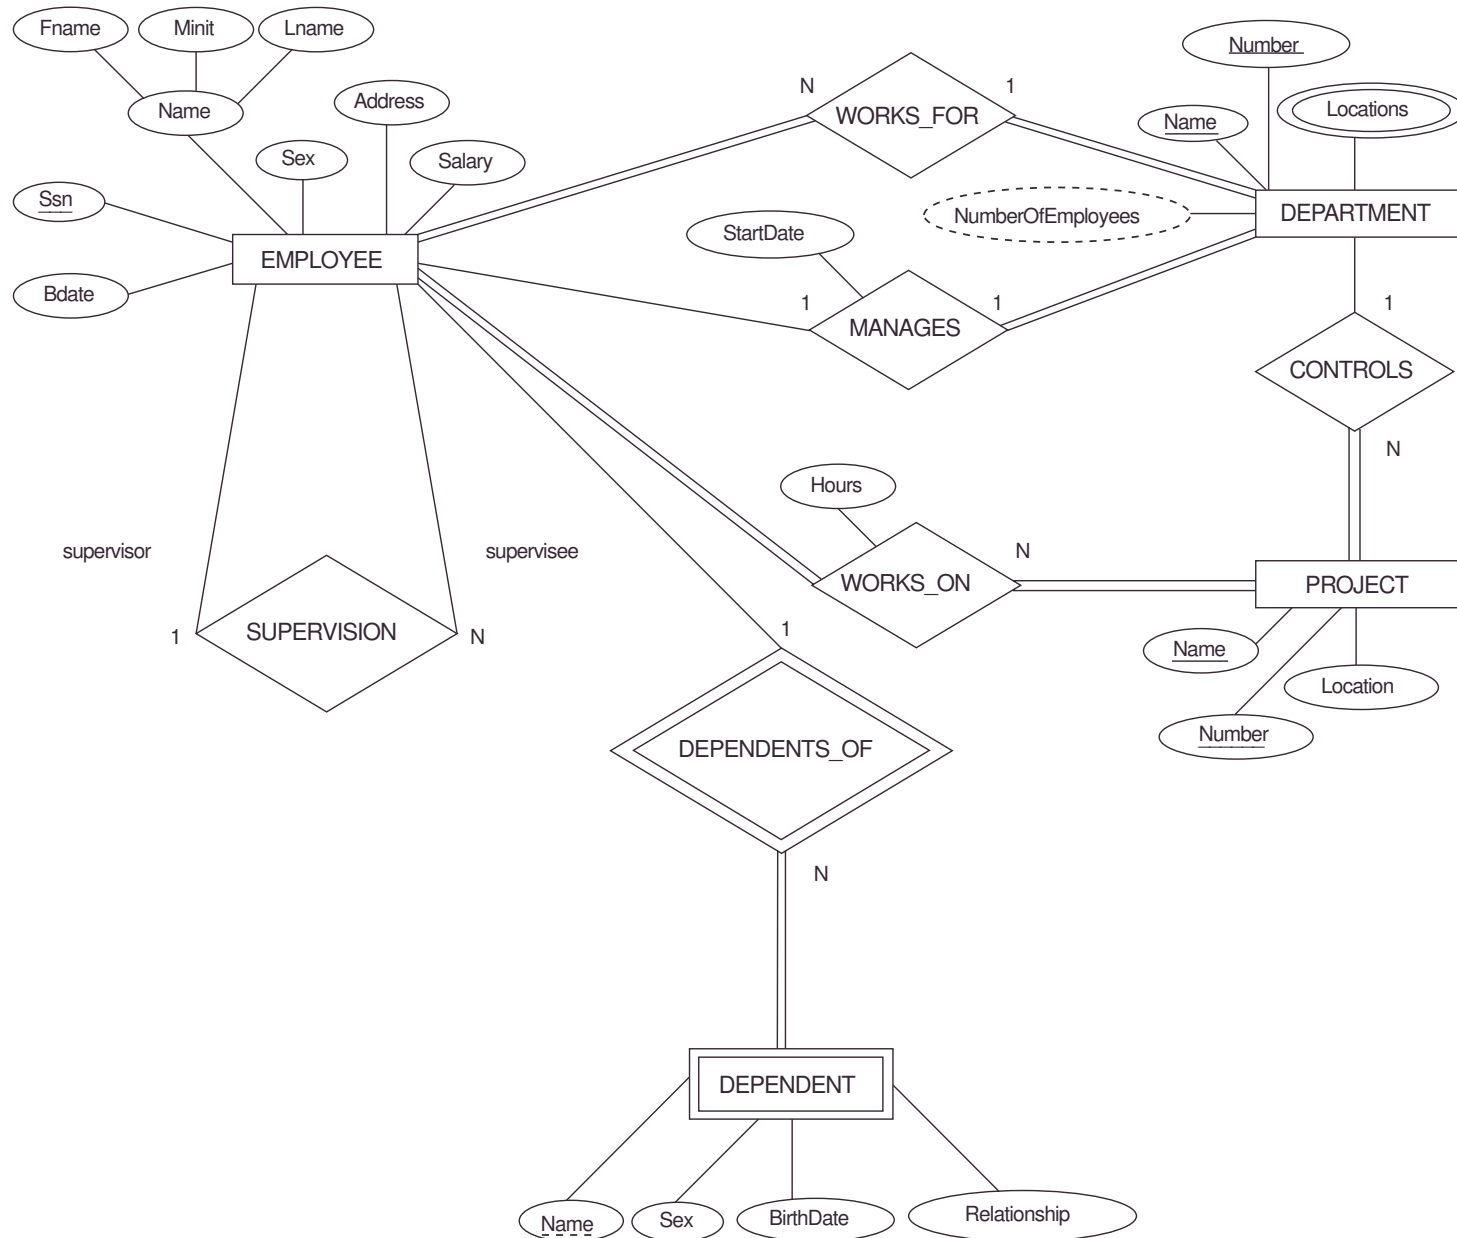 Fname
Minit
Lname
Number
Name
Address
N
1
WORKS_FOR
Locations
Name
Sex
Salary
Ssn
NumberOfEmployees
DEPARTMENT
StartDate
EMPLOYEE
Bdate
1
1
1
MANAGES
CONTROLS
N
Hours
supervisor
supervisee
N
WORKS_ON
PROJECT
1
SUPERVISION
N
1
Name
Location
Number
DEPENDENTS_OF
N
DEPENDENT
Name
Sex
BirthDate
Relationship